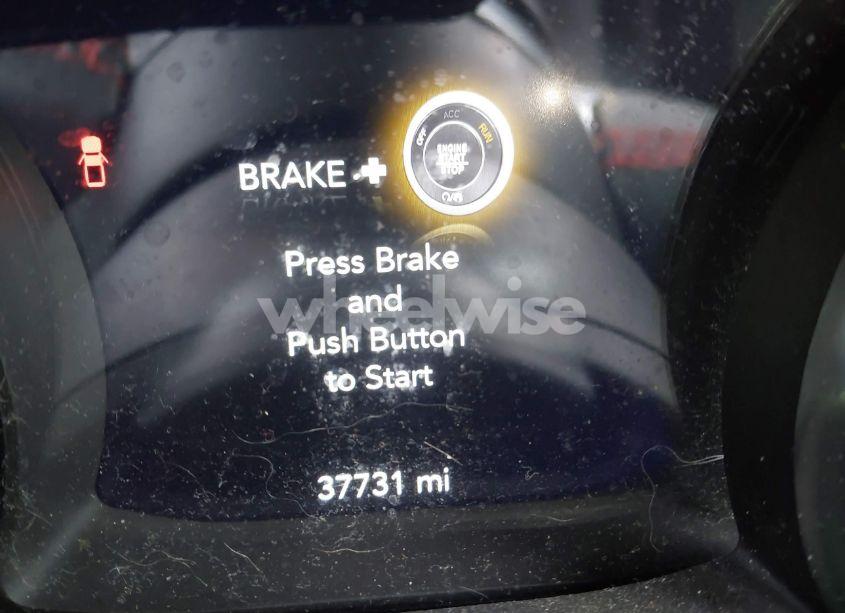 ACC
OFF
RUN
ENGINE
START
STOP
BRAKE +
Press Brake
and
wheelwise
Push Button
to Start
37731 mi